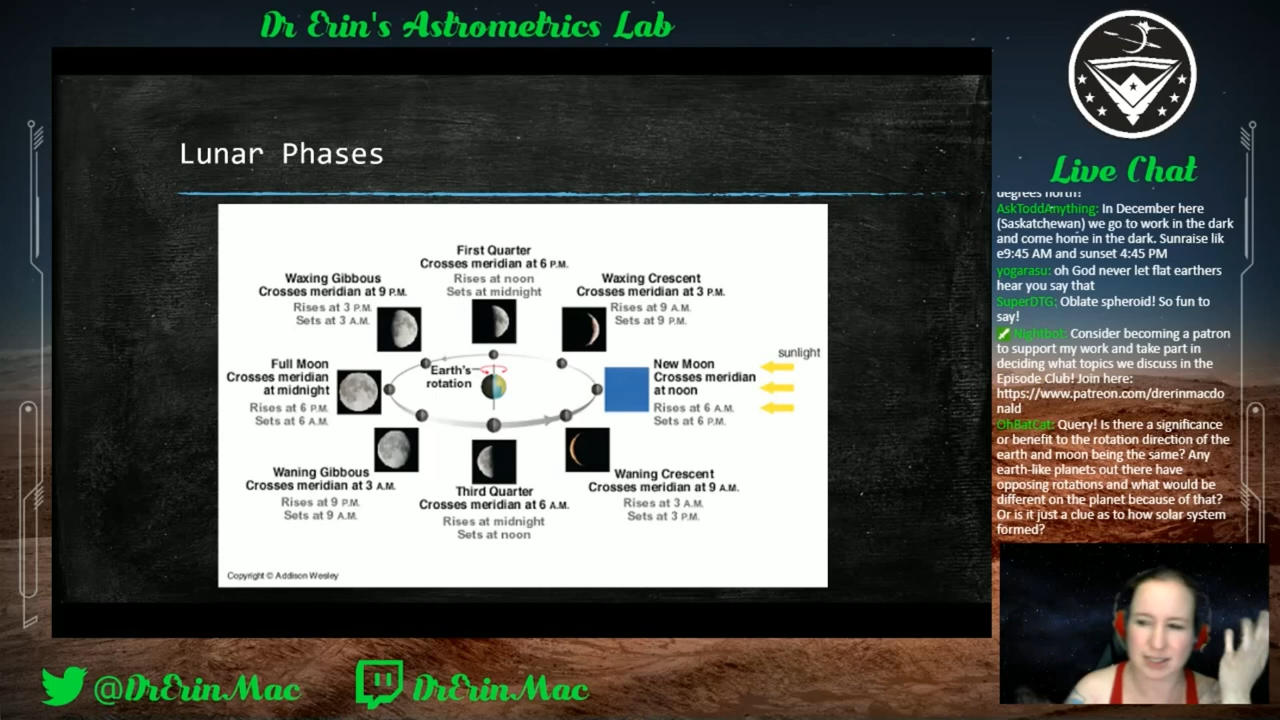 Dr Erin's Astrometrics Lab
Lunar Phases
First Quarter
Crosses meridian at 6 P.M.
Rises at noon
Sets at midnight
Waxing Gibbous
Crosses meridian at 9 P.M.
Rises at 3 P.M.
Sets at 3 A.M.
Waxing Crescent
Crosses meridian at 3 P.M.
Rises at 9 A.M.
Sets at 9 P.M.
Full Moon
Crosses meridian
at midnight
Rises at 6 P.M.
Sets at 6 A.M.
Earth's
rotation
New Moon
Crosses meridian
at noon
Rises at 6 A.M.
Sets at 6 P.M.
sunlight
Waning Gibbous
Crosses meridian at 3 A.M.
Rises at 9 P.M.
Sets at 9 A.M.
Third Quarter
Crosses meridian at 6 A.M.
Rises at midnight
Sets at noon
Waning Crescent
Crosses meridian at 9 A.M.
Rises at 3 A.M.
Sets at 3 P.M.
Copyright © Addison Wesley
Live Chat
degrees north!
AskToddAnything: In December here
(Saskatchewan) we go to work in the dark
and come home in the dark. Sunraise lik
e9:45 AM and sunset 4:45 PM
yogarasu: oh God never let flat earthers
hear you say that
SuperDTG: Oblate spheroid! So fun to
say!
Nightbot: Consider becoming a patron
to support my work and take part in
deciding what topics we discuss in the
Episode Club! Join here:
https://www.patreon.com/drerinmacdo
nald
OhBatCat: Query! Is there a significance
or benefit to the rotation direction of the
earth and moon being the same? Any
earth-like planets out there have
opposing rotations and what would be
different on the planet because of that?
Or is it just a clue as to how solar system
formed?
@DrErinMac
DrErinMac